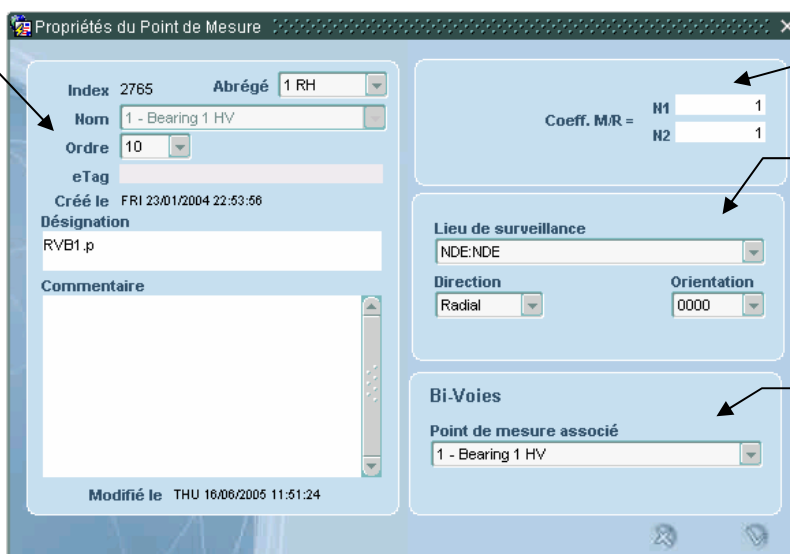 Propriétés du Point de Mesure
Index 2765 Abrégé 1 RH
Nom 1 - Bearing 1 HV
Ordre 10
eTag
Créé le FRI 23/01/2004 22:53:56
Désignation
RVB1.p
Commentaire
Modifié le THU 16/06/2005 11:51:24
Coeff. M/R =
N1 1
N2 1
Lieu de surveillance
NDE:NDE
Direction Orientation
Radial 0000
Bi-Voies
Point de mesure associé
1 - Bearing 1 HV